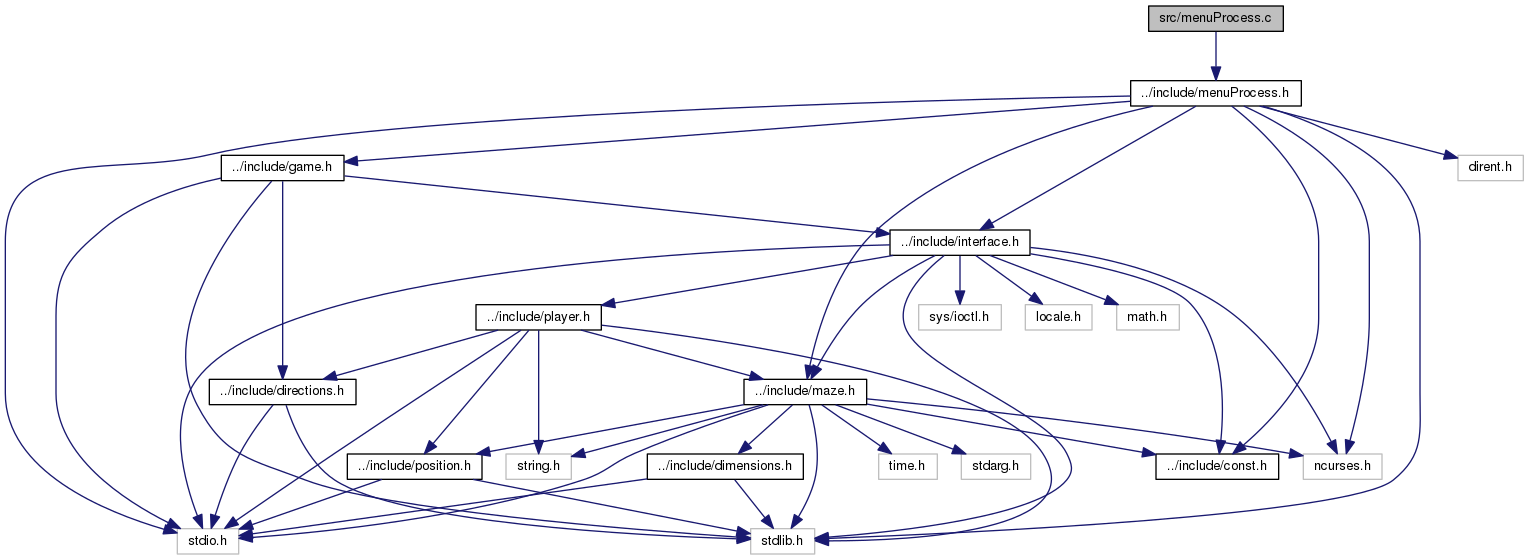 src/menuProcess.c
../include/menuProcess.h
../include/game.h
dirent.h
../include/interface.h
../include/player.h
sys/ioctl.h
locale.h
math.h
../include/directions.h
../include/maze.h
../include/position.h
string.h
../include/dimensions.h
time.h
stdarg.h
../include/const.h
ncurses.h
stdio.h
stdlib.h